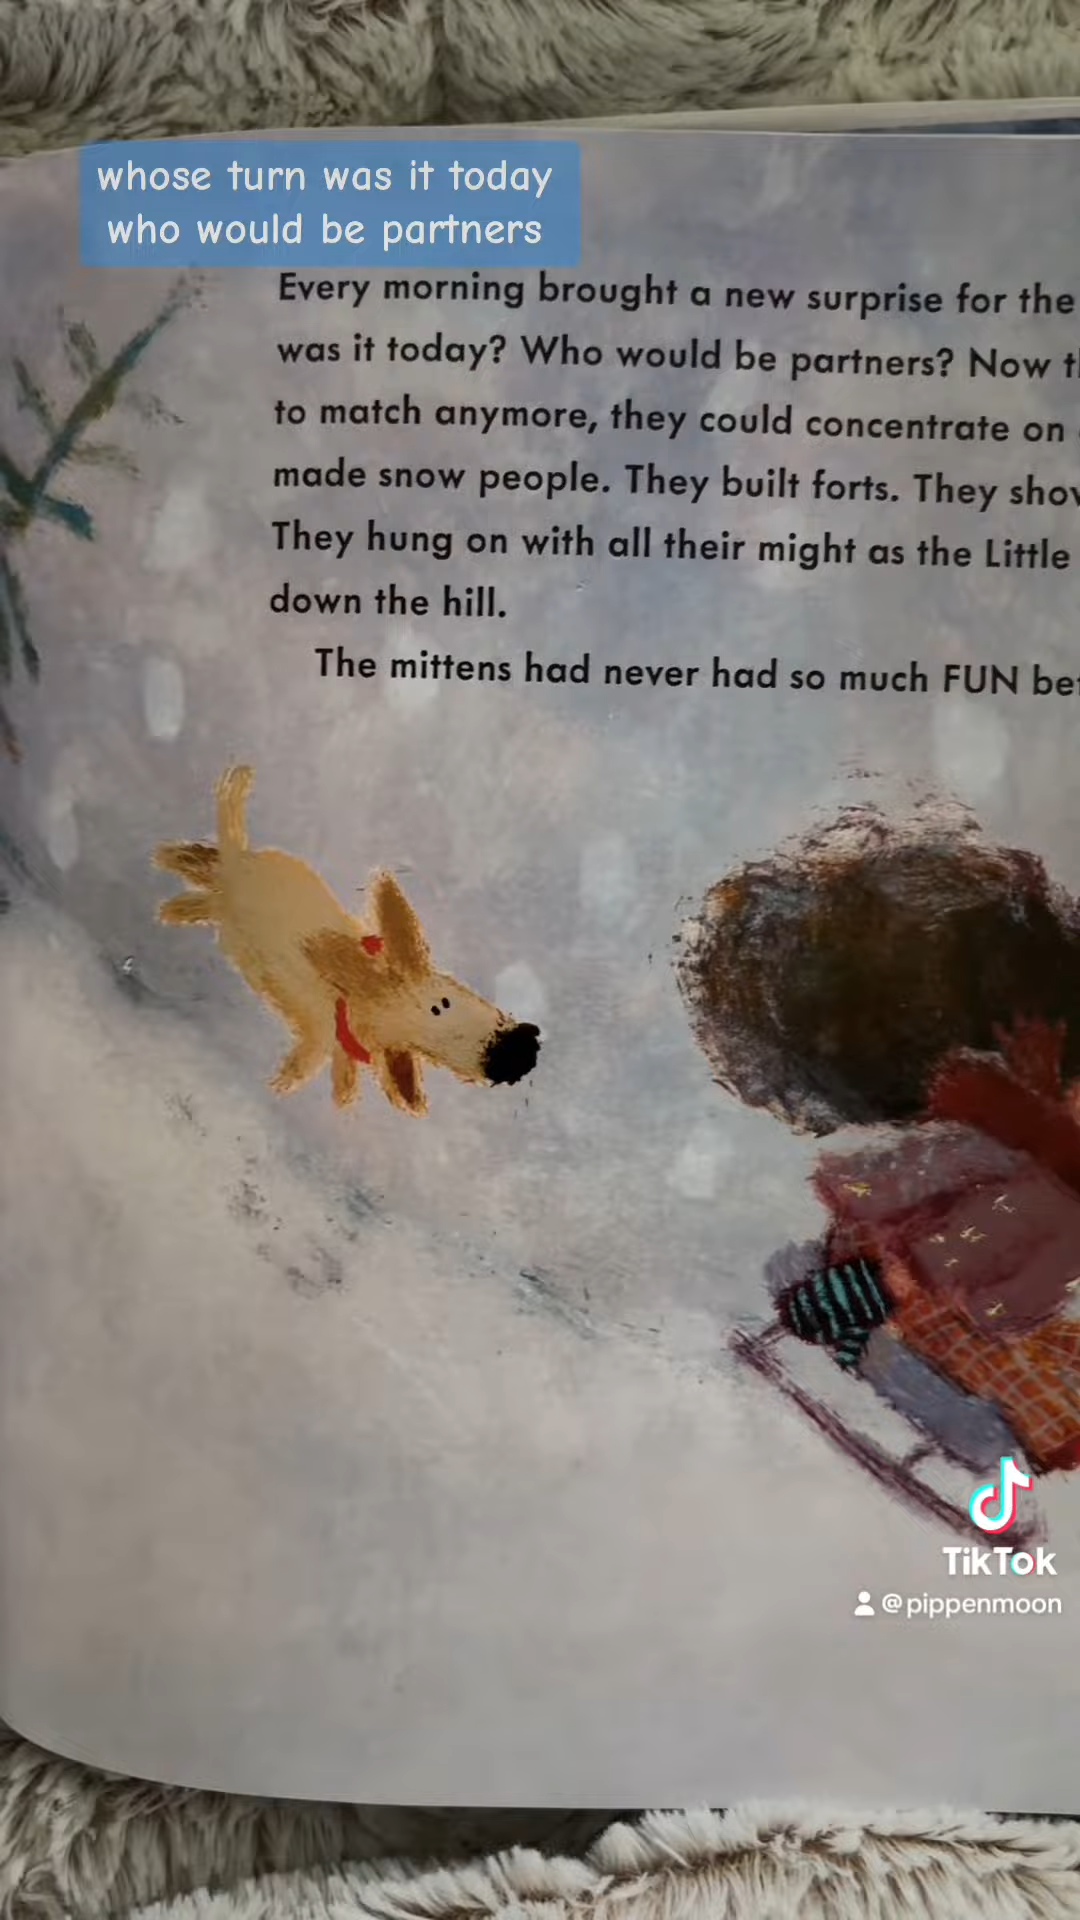 whose turn was it today
who would be partners
Every morning brought a new surprise for the
was it today? Who would be partners? Now
to match anymore, they could concentrate on
made snow people. They built forts. They
They hung on with all their might as the Little
down the hill.
The mittens had never had so much FUN
TikTok
@pippenmoon